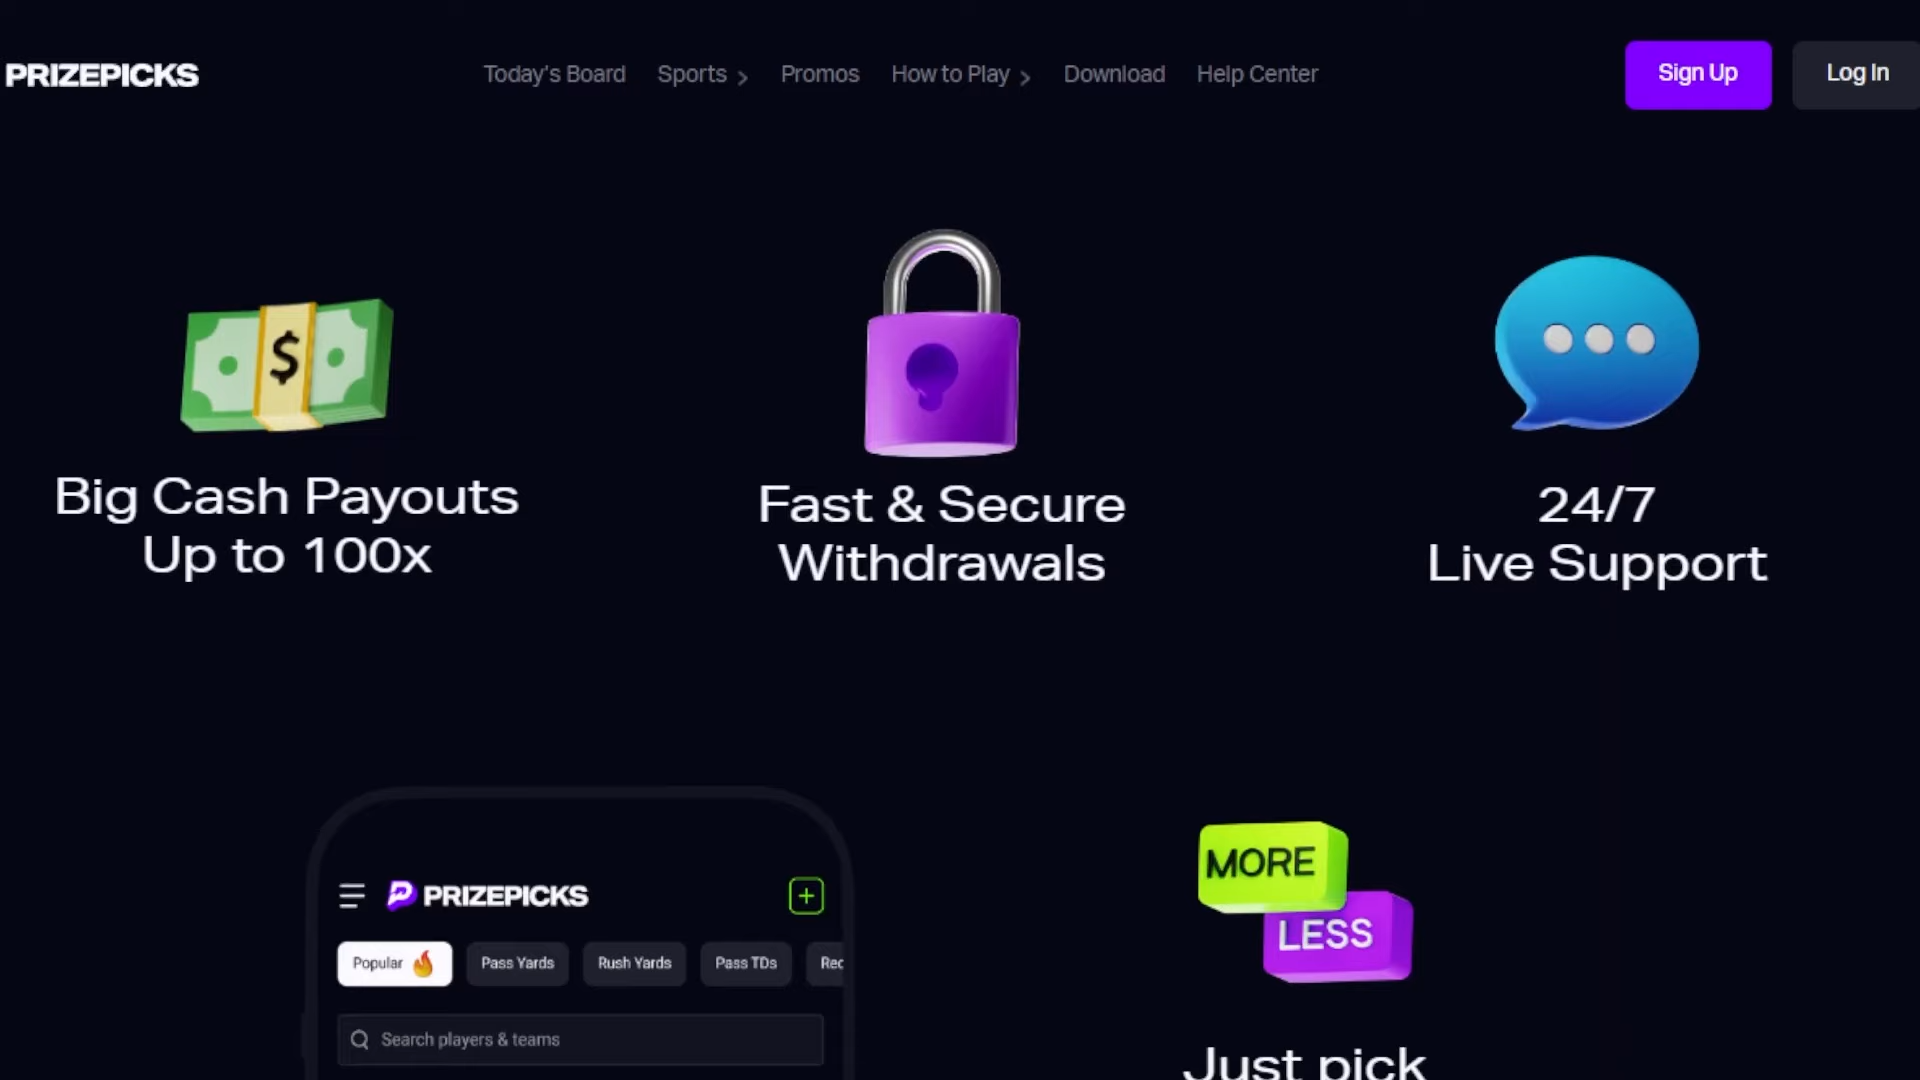 PRIZEPICKS
Today's Board
Sports
Promos
How to Play
Download
Help Center
Sign Up
Log In
$
Big Cash Payouts
Up to 100x
Fast & Secure
Withdrawals
24/7
Live Support
PRIZEPICKS
Popular
Pass Yards
Rush Yards
Pass TDs
Rec
Search players & teams
MORE
LESS
Just pick